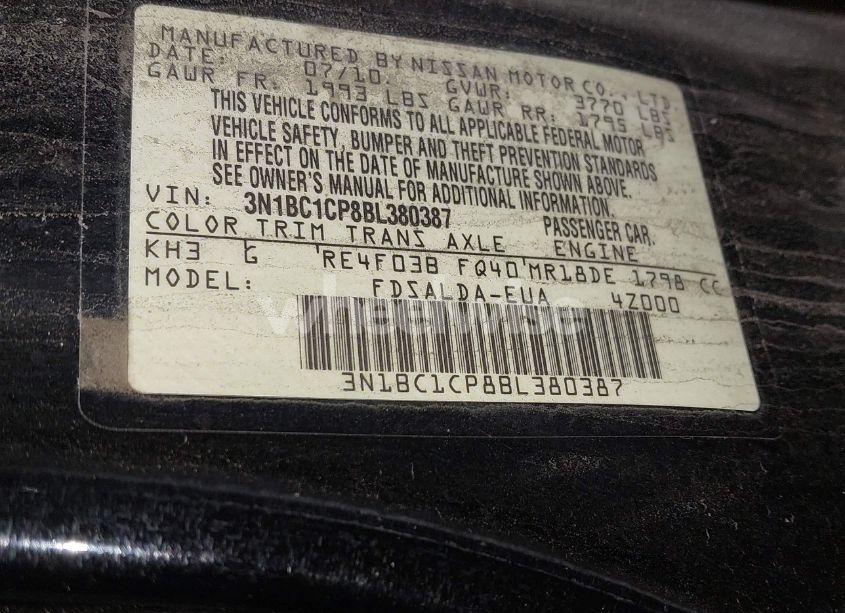 MANUFACTURED BY NISSAN MOTOR CO., LTD.
DATE: 07/10. GVWR: 3770 LBS
GAWR FR: 1993 LBS GAWR RR: 1795 LBS
THIS VEHICLE CONFORMS TO ALL APPLICABLE FEDERAL MOTOR
VEHICLE SAFETY, BUMPER AND THEFT PREVENTION STANDARDS
IN EFFECT ON THE DATE OF MANUFACTURE SHOWN ABOVE.
SEE OWNER'S MANUAL FOR ADDITIONAL INFORMATION.
VIN: 3N1BC1CP8BL380387 PASSENGER CAR.
COLOR TRIM TRANS AXLE ENGINE
KH3 G RE4F03B FQ40 MR18DE 1798 CC
MODEL: FDSALDA-EUA 4Z000
3N1BC1CP8BL380387